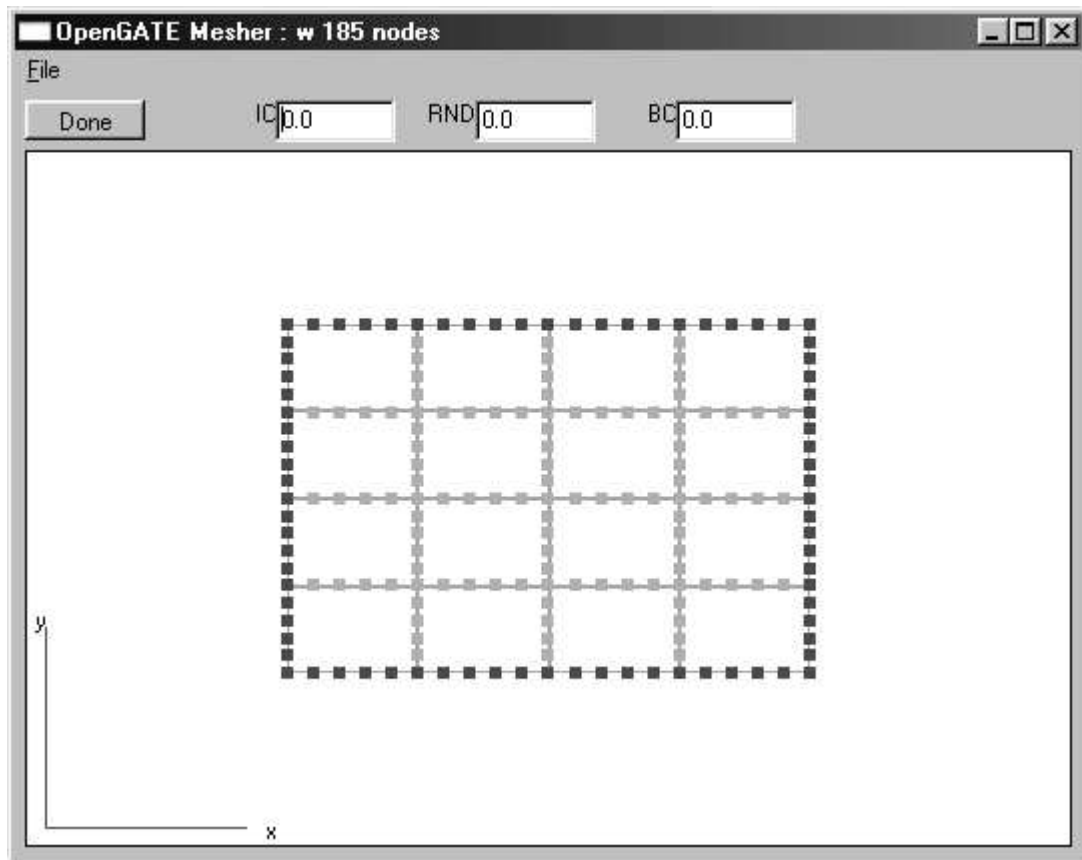 OpenGATE Mesher : w 185 nodes
File
Done IC 0.0 RND 0.0 BC 0.0
y
x